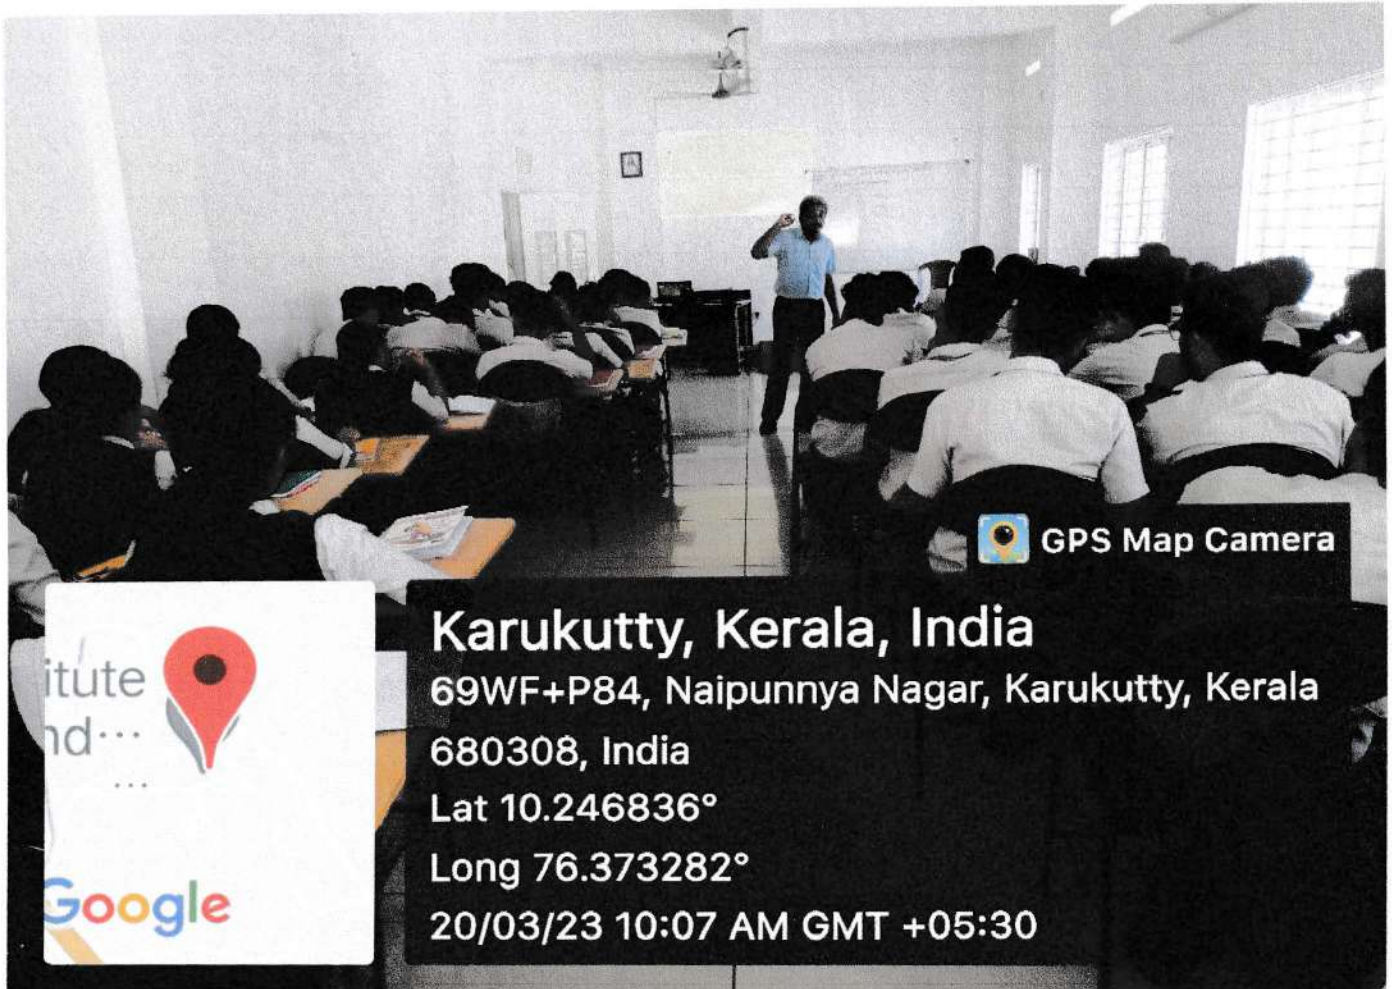 GPS Map Camera
Karukutty, Kerala, India
69WF+P84, Naipunnya Nagar, Karukutty, Kerala
680308, India
Lat 10.246836°
Long 76.373282°
20/03/23 10:07 AM GMT +05:30
itute
nd...
...
Google